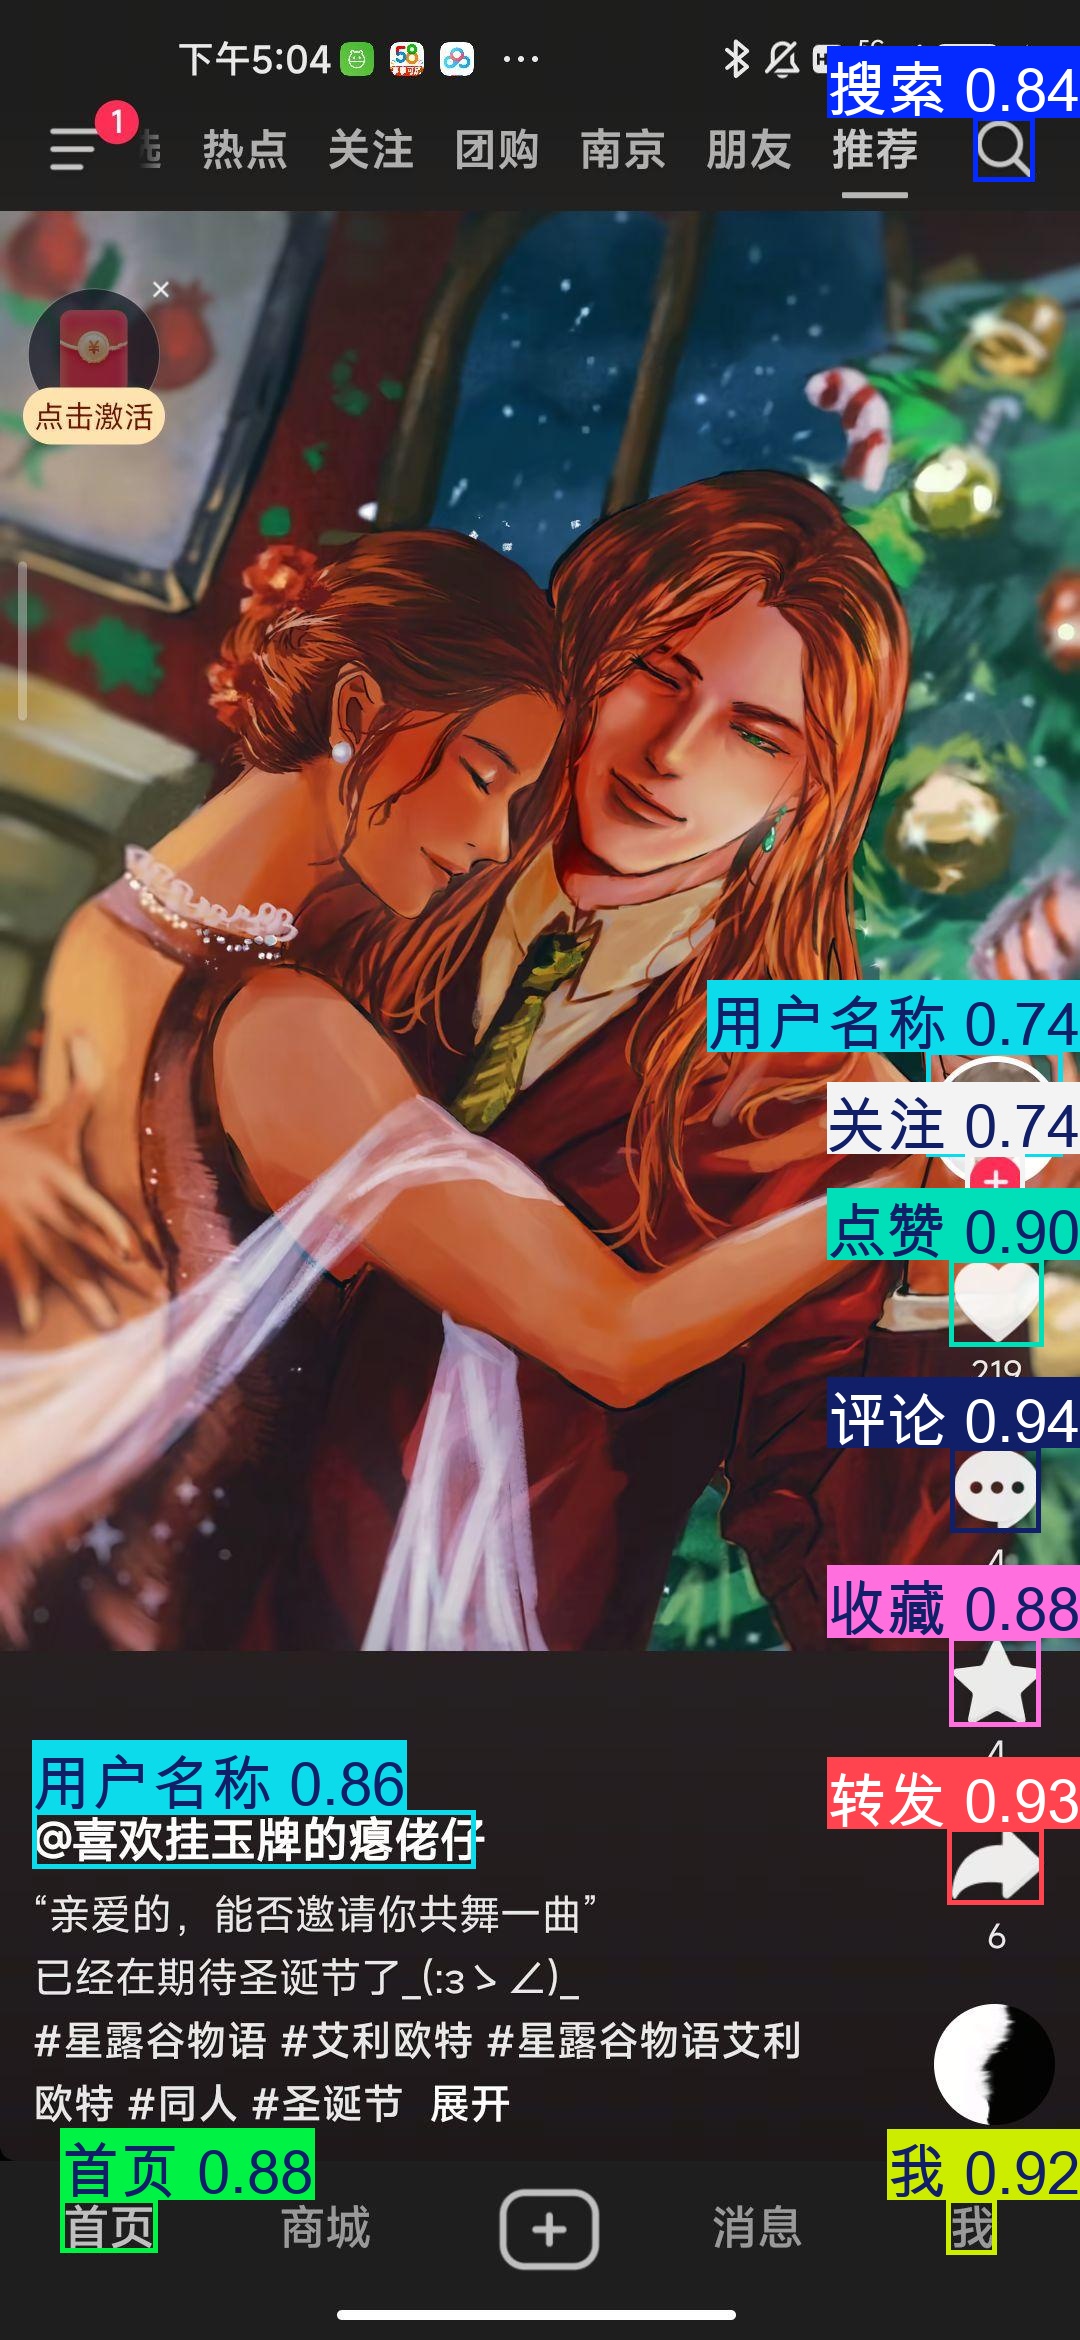 下午5:04
58
搜索 0.84
1
热点 关注 团购 南京 朋友 推荐
点击激活
用户名称 0.74
关注 0.74
点赞 0.90
219
评论 0.94
4
收藏 0.88
4
转发 0.93
6
用户名称 0.86
@喜欢挂玉牌的瘪佬仔
“亲爱的，能否邀请你共舞一曲”
已经在期待圣诞节了_(:з⦣∠)_
#星露谷物语 #艾利欧特 #星露谷物语艾利
欧特 #同人 #圣诞节 展开
首页 0.88
我 0.92
首页 商城 消息 我